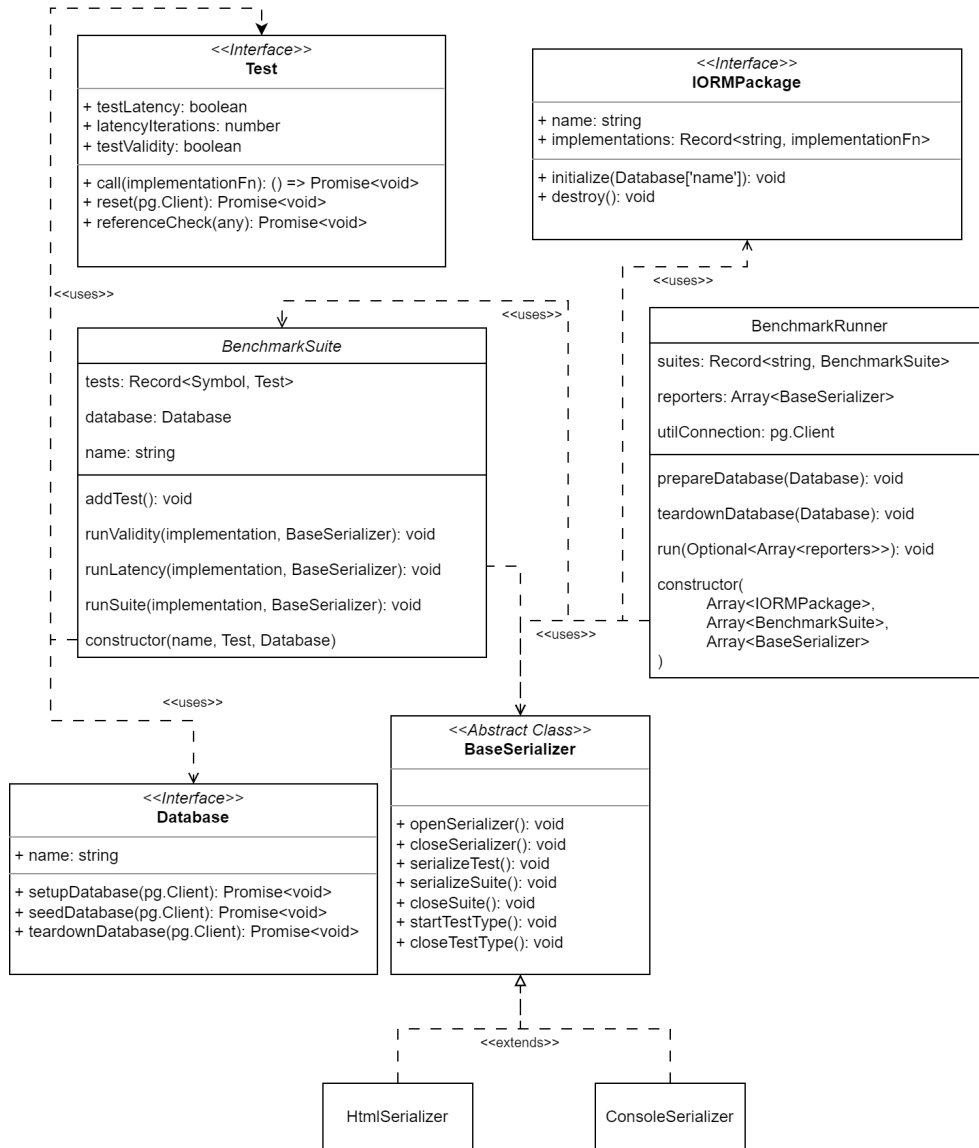 <<Interface>>
Test
+ testLatency: boolean
+ latencyIterations: number
+ testValidity: boolean
+ call(implementationFn): () => Promise<void>
+ reset(pg.Client): Promise<void>
+ referenceCheck(any): Promise<void>
<<Interface>>
IORMPackage
+ name: string
+ implementations: Record<string, implementationFn>
+ initialize(Database['name']): void
+ destroy(): void
<<uses>>
<<uses>>
<<uses>>
BenchmarkSuite
tests: Record<Symbol, Test>
database: Database
name: string
addTest(): void
runValidity(implementation, BaseSerializer): void
runLatency(implementation, BaseSerializer): void
runSuite(implementation, BaseSerializer): void
constructor(name, Test, Database)
BenchmarkRunner
suites: Record<string, BenchmarkSuite>
reporters: Array<BaseSerializer>
utilConnection: pg.Client
prepareDatabase(Database): void
teardownDatabase(Database): void
run(Optional<Array<reporters>>): void
constructor(
Array<IORMPackage>,
Array<BenchmarkSuite>,
Array<BaseSerializer>
)
<<uses>>
<<uses>>
<<Abstract Class>>
BaseSerializer
+ openSerializer(): void
+ closeSerializer(): void
+ serializeTest(): void
+ serializeSuite(): void
+ closeSuite(): void
+ startTestType(): void
+ closeTestType(): void
<<Interface>>
Database
+ name: string
+ setupDatabase(pg.Client): Promise<void>
+ seedDatabase(pg.Client): Promise<void>
+ teardownDatabase(pg.Client): Promise<void>
<<extends>>
HtmlSerializer
ConsoleSerializer